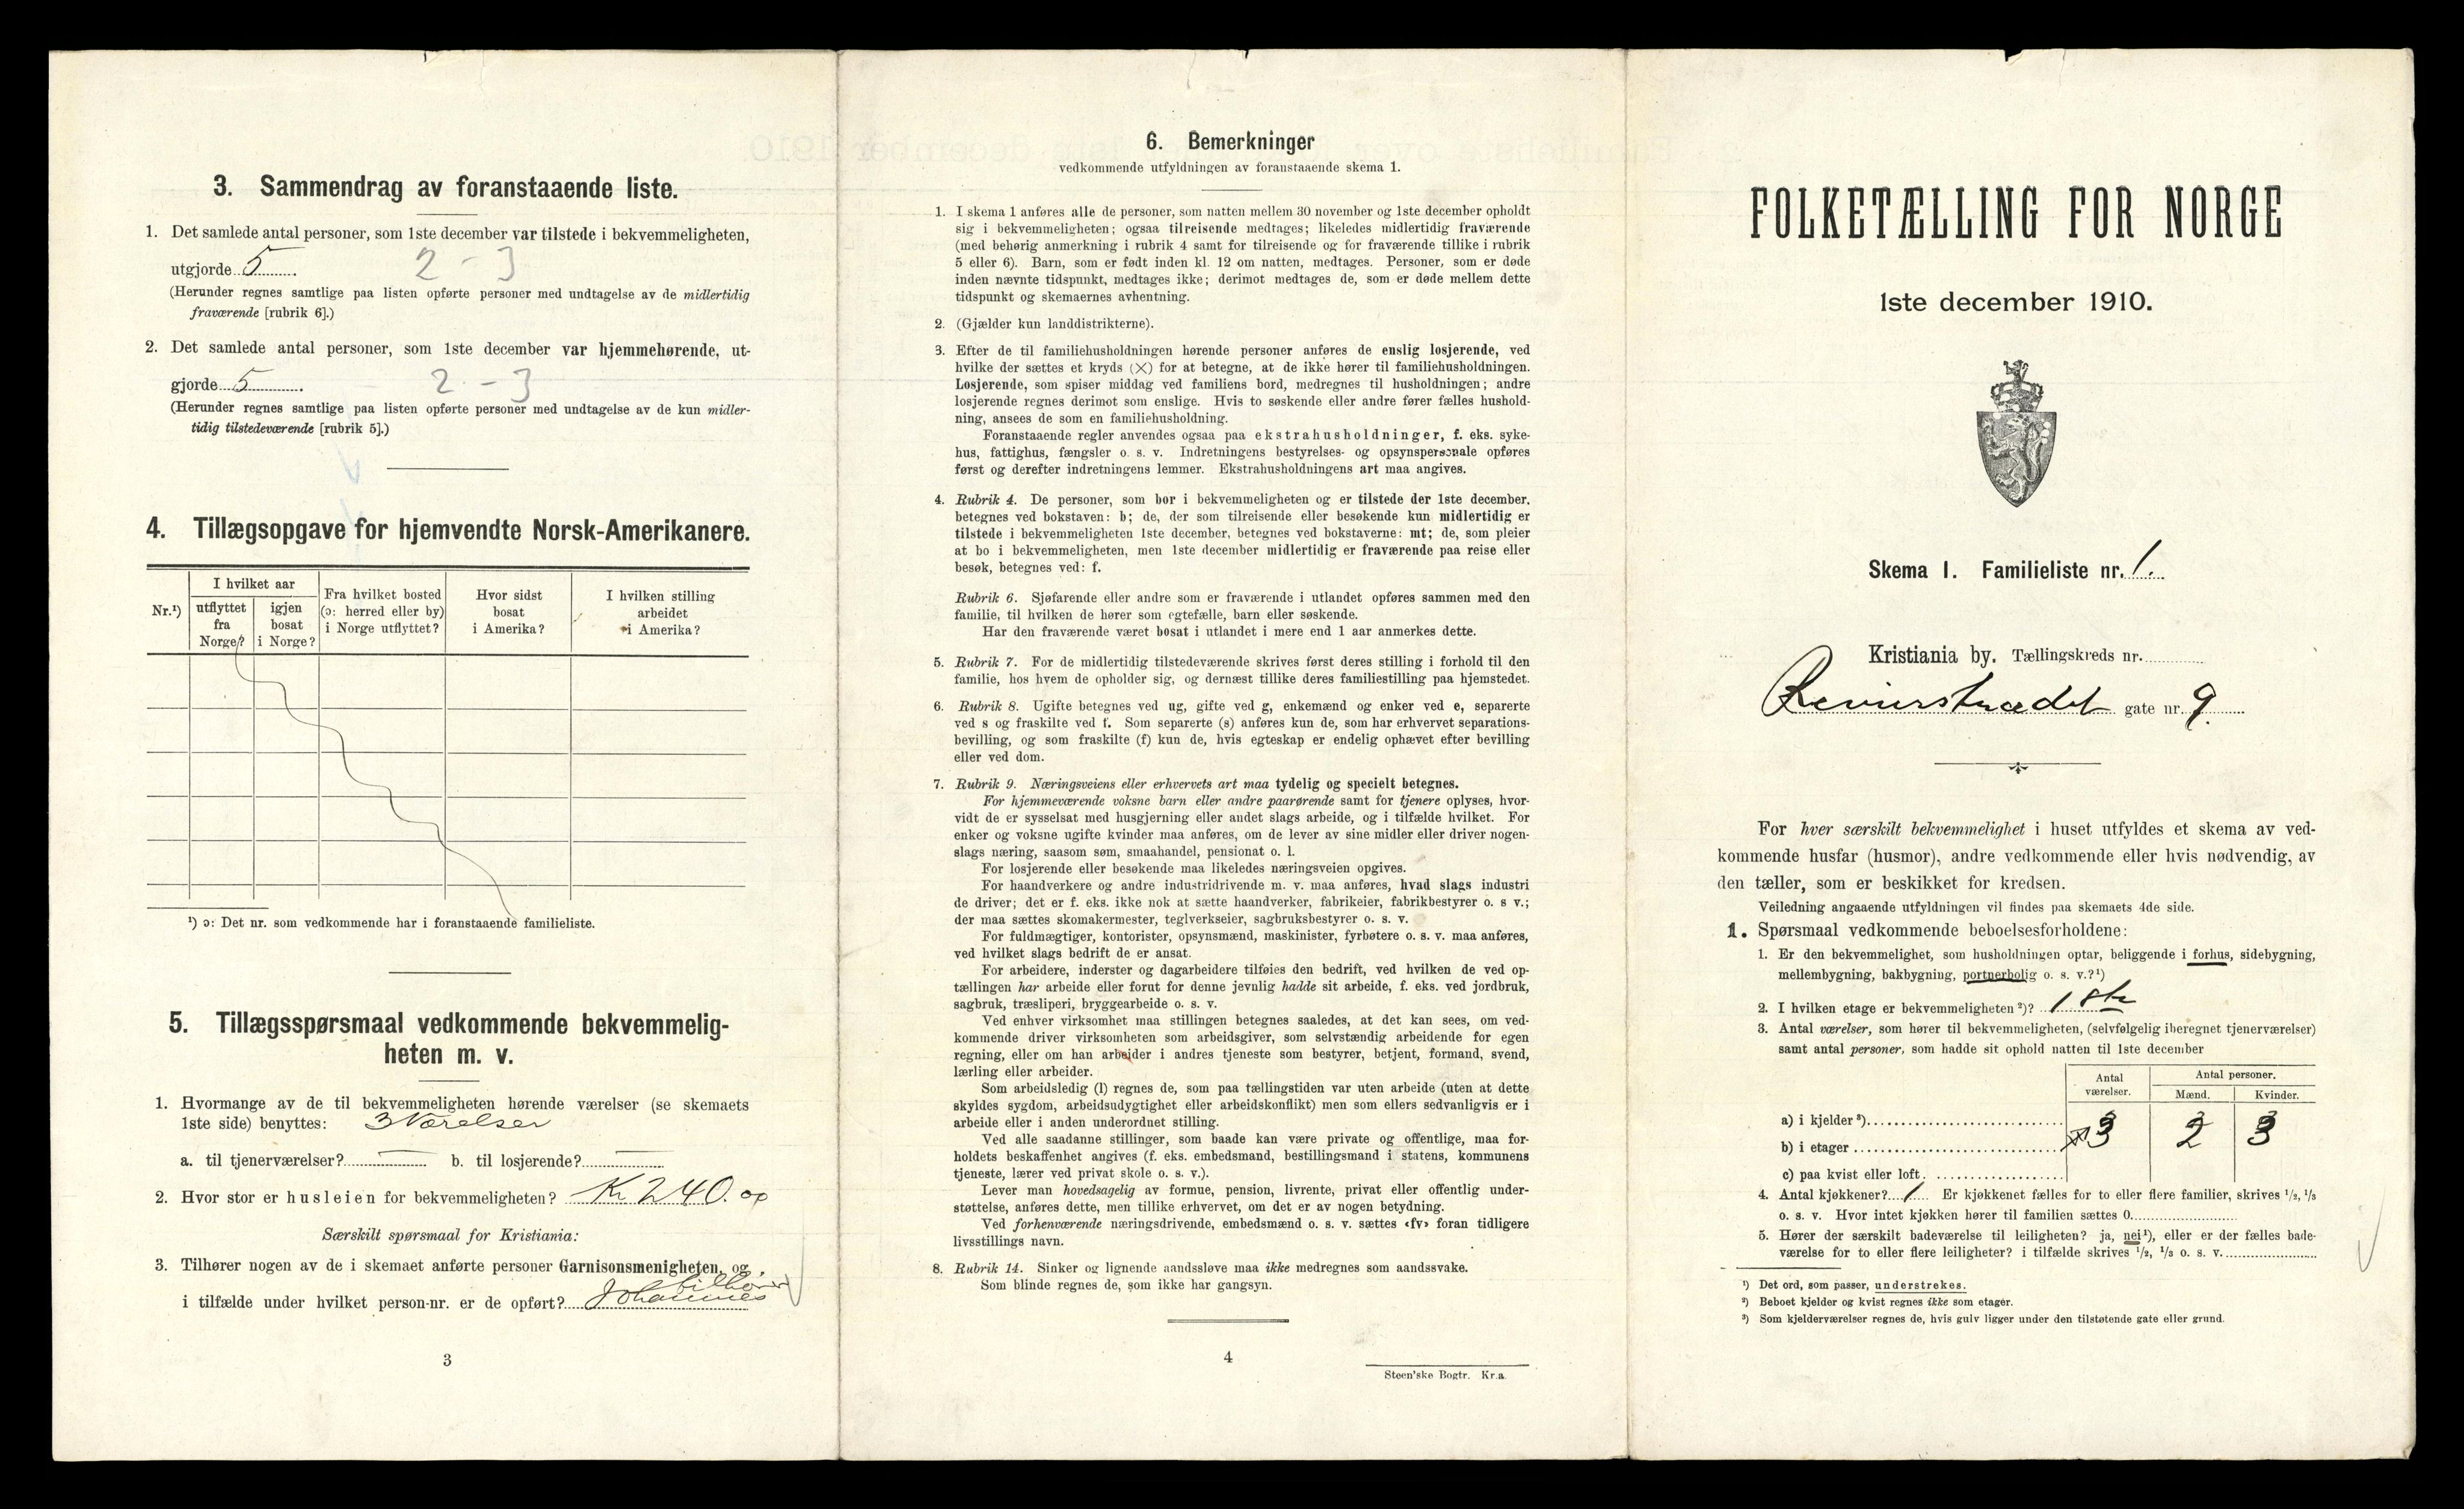 3. Sammendrag av foranstaaende liste.
1. Det samlede antal personer, som 1ste december var tilstede i bekvemmeligheten,
utgjorde 5. 2 - 3
(Herunder regnes samtlige paa listen opførte personer med undtagelse av de midlertidig
fraværende [rubrik 6].)
2. Det samlede antal personer, som 1ste december var hjemmehørende, ut-
gjorde 5. 2 - 3
(Herunder regnes samtlige paa listen opførte personer med undtagelse av de kun midler-
tidig tilstedeværende [rubrik 5].)
4. Tillægsopgave for hjemvendte Norsk-Amerikanere.
Nr.¹)
I hvilket aar
utflyttet fra Norge?
igjen bosat i Norge?
Fra hvilket bosted (ɔ: herred eller by) i Norge utflyttet?
Hvor sidst bosat i Amerika?
I hvilken stilling arbeidet i Amerika?
¹) ɔ: Det nr. som vedkommende har i foranstaaende familieliste.
5. Tillægsspørsmaal vedkommende bekvemmelig-
heten m. v.
1. Hvormange av de til bekvemmeligheten hørende værelser (se skemaets
1ste side) benyttes: 3 Værelser
a. til tjenerværelser? — b. til losjerende? —
2. Hvor stor er husleien for bekvemmeligheten? Kr 240.00
Særskilt spørsmaal for Kristiania:
3. Tilhører nogen av de i skemaet anførte personer Garnisonsmenigheten, og
tilhører
i tilfælde under hvilket person-nr. er de opført? Johannes
3
6. Bemerkninger
vedkommende utfyldningen av foranstaaende skema 1.
1. I skema 1 anføres alle de personer, som natten mellem 30 november og 1ste december opholdt
sig i bekvemmeligheten; ogsaa tilreisende medtages; likeledes midlertidig fraværende
(med behørig anmerkning i rubrik 4 samt for tilreisende og for fraværende tillike i rubrik
5 eller 6). Barn, som er født inden kl. 12 om natten, medtages. Personer, som er døde
inden nævnte tidspunkt, medtages ikke; derimot medtages de, som er døde mellem dette
tidspunkt og skemaernes avhentning.
2. (Gjælder kun landdistrikterne).
3. Efter de til familiehusholdningen hørende personer anføres de enslig losjerende, ved
hvilke der sættes et kryds (×) for at betegne, at de ikke hører til familiehusholdningen.
Losjerende, som spiser middag ved familiens bord, medregnes til husholdningen; andre
losjerende regnes derimot som enslige. Hvis to søskende eller andre fører fælles hushold-
ning, ansees de som en familiehusholdning.
Foranstaaende regler anvendes ogsaa paa ekstrahusholdninger, f. eks. syke-
hus, fattighus, fængsler o. s. v. Indretningens bestyrelses- og opsynspersonale opføres
først og derefter indretningens lemmer. Ekstrahusholdningens art maa angives.
4. Rubrik 4. De personer, som bor i bekvemmeligheten og er tilstede der 1ste december,
betegnes ved bokstaven: b; de, der som tilreisende eller besøkende kun midlertidig er
tilstede i bekvemmeligheten 1ste december, betegnes ved bokstaverne: mt; de, som pleier
at bo i bekvemmeligheten, men 1ste december midlertidig er fraværende paa reise eller
besøk, betegnes ved: f.
Rubrik 6. Sjøfarende eller andre som er fraværende i utlandet opføres sammen med den
familie, til hvilken de hører som egtefælle, barn eller søskende.
Har den fraværende været bosat i utlandet i mere end 1 aar anmerkes dette.
5. Rubrik 7. For de midlertidig tilstedeværende skrives først deres stilling i forhold til den
familie, hos hvem de opholder sig, og dernæst tillike deres familiestilling paa hjemstedet.
6. Rubrik 8. Ugifte betegnes ved ug, gifte ved g, enkemænd og enker ved e, separerte
ved s og fraskilte ved f. Som separerte (s) anføres kun de, som har erhvervet separations-
bevilling, og som fraskilte (f) kun de, hvis egteskap er endelig ophævet efter bevilling
eller ved dom.
7. Rubrik 9. Næringsveiens eller erhvervets art maa tydelig og specielt betegnes.
For hjemmeværende voksne barn eller andre paarørende samt for tjenere oplyses, hvor-
vidt de er sysselsat med husgjerning eller andet slags arbeide, og i tilfælde hvilket. For
enker og voksne ugifte kvinder maa anføres, om de lever av sine midler eller driver nogen-
slags næring, saasom søm, smaahandel, pensionat o. l.
For losjerende eller besøkende maa likeledes næringsveien opgives.
For haandverkere og andre industridrivende m. v. maa anføres, hvad slags industri
de driver; det er f. eks. ikke nok at sætte haandverker, fabrikeier, fabrikbestyrer o. s v.;
der maa sættes skomakermester, teglverkseier, sagbruksbestyrer o. s. v.
For fuldmægtiger, kontorister, opsynsmænd, maskinister, fyrbøtere o. s. v. maa anføres,
ved hvilket slags bedrift de er ansat.
For arbeidere, inderster og dagarbeidere tilføies den bedrift, ved hvilken de ved op-
tællingen har arbeide eller forut for denne jevnlig hadde sit arbeide, f. eks. ved jordbruk,
sagbruk, træsliperi, bryggearbeide o. s. v.
Ved enhver virksomhet maa stillingen betegnes saaledes, at det kan sees, om ved-
kommende driver virksomheten som arbeidsgiver, som selvstændig arbeidende for egen
regning, eller om han arbeider i andres tjeneste som bestyrer, betjent, formand, svend,
lærling eller arbeider.
Som arbeidsledig (l) regnes de, som paa tællingstiden var uten arbeide (uten at dette
skyldes sygdom, arbeidsudygtighet eller arbeidskonflikt) men som ellers sedvanligvis er i
arbeide eller i anden underordnet stilling.
Ved alle saadanne stillinger, som baade kan være private og offentlige, maa for-
holdets beskaffenhet angives (f. eks. embedsmand, bestillingsmand i statens, kommunens
tjeneste, lærer ved privat skole o. s. v.).
Lever man hovedsagelig av formue, pension, livrente, privat eller offentlig under-
støttelse, anføres dette, men tillike erhvervet, om det er av nogen betydning.
Ved forhenværende næringsdrivende, embedsmænd o. s. v. sættes «fv» foran tidligere
livsstillings navn.
8. Rubrik 14. Sinker og lignende aandssløve maa ikke medregnes som aandssvake.
Som blinde regnes de, som ikke har gangsyn.
4
Steen'ske Bogtr. Kr.a.
FOLKETÆLLING FOR NORGE
1ste december 1910.
Skema 1. Familieliste nr. 1.
Kristiania by. Tællingskreds nr.
Revierstrædet gate nr. 9.
For hver særskilt bekvemmelighet i huset utfyldes et skema av ved-
kommende husfar (husmor), andre vedkommende eller hvis nødvendig, av
den tæller, som er beskikket for kredsen.
Veiledning angaaende utfyldningen vil findes paa skemaets 4de side.
1. Spørsmaal vedkommende beboelsesforholdene:
1. Er den bekvemmelighet, som husholdningen optar, beliggende i forhus, sidebygning,
mellembygning, bakbygning, portnerbolig o. s. v.?¹)
2. I hvilken etage er bekvemmeligheten²)? 1 ste
3. Antal værelser, som hører til bekvemmeligheten, (selvfølgelig iberegnet tjenerværelser)
samt antal personer, som hadde sit ophold natten til 1ste december
Antal værelser.
Antal personer.
Mænd. Kvinder.
a) i kjelder³)
b) i etager 3 2 3
c) paa kvist eller loft
4. Antal kjøkkener? 1 Er kjøkkenet fælles for to eller flere familier, skrives ¹/₂, ¹/₃
o. s. v. Hvor intet kjøkken hører til familien sættes 0.
5. Hører der særskilt badeværelse til leiligheten? ja, nei¹), eller er der fælles bade-
værelse for to eller flere leiligheter? i tilfælde skrives ¹/₂, ¹/₃ o. s. v.
¹) Det ord, som passer, understrekes.
²) Beboet kjelder og kvist regnes ikke som etager.
³) Som kjelderværelser regnes de, hvis gulv ligger under den tilstøtende gate eller grund.